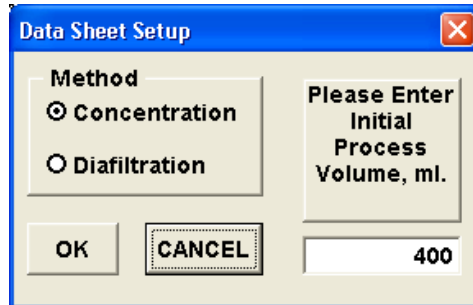 Data Sheet Setup
Method
Concentration
Diafiltration
Please Enter
Initial
Process
Volume, ml.
OK
CANCEL
400